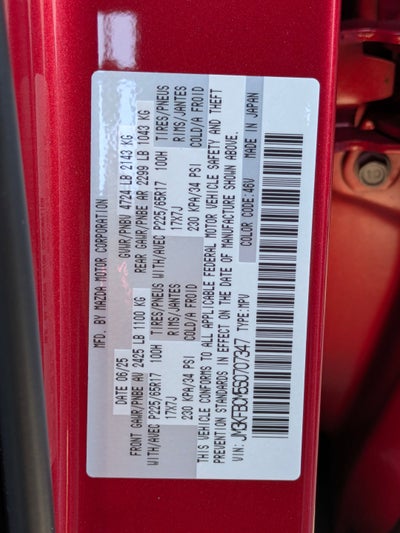 MFD. BY MAZDA MOTOR CORPORATION
DATE 06/25 GVWR/PNBV 4724 LB 2143 KG
FRONT GAWR/PNBE AV 2425 LB 1100 KG REAR GAWR/PNBE AR 2299 LB 1043 KG
WITH/AVEC P225/65R17 100H TIRES/PNEUS WITH/AVEC P225/65R17 100H TIRES/PNEUS
17X7J RIMS/JANTES 17X7J RIMS/JANTES
230 KPA/34 PSI COLD/A FROID 230 KPA/34 PSI COLD/A FROID
THIS VEHICLE CONFORMS TO ALL APPLICABLE FEDERAL MOTOR VEHICLE SAFETY AND THEFT
PREVENTION STANDARDS IN EFFECT ON THE DATE OF MANUFACTURE SHOWN ABOVE.
VIN: JM3KFBCM5S0707347 TYPE: MPV
COLOR CODE: 46V MADE IN JAPAN